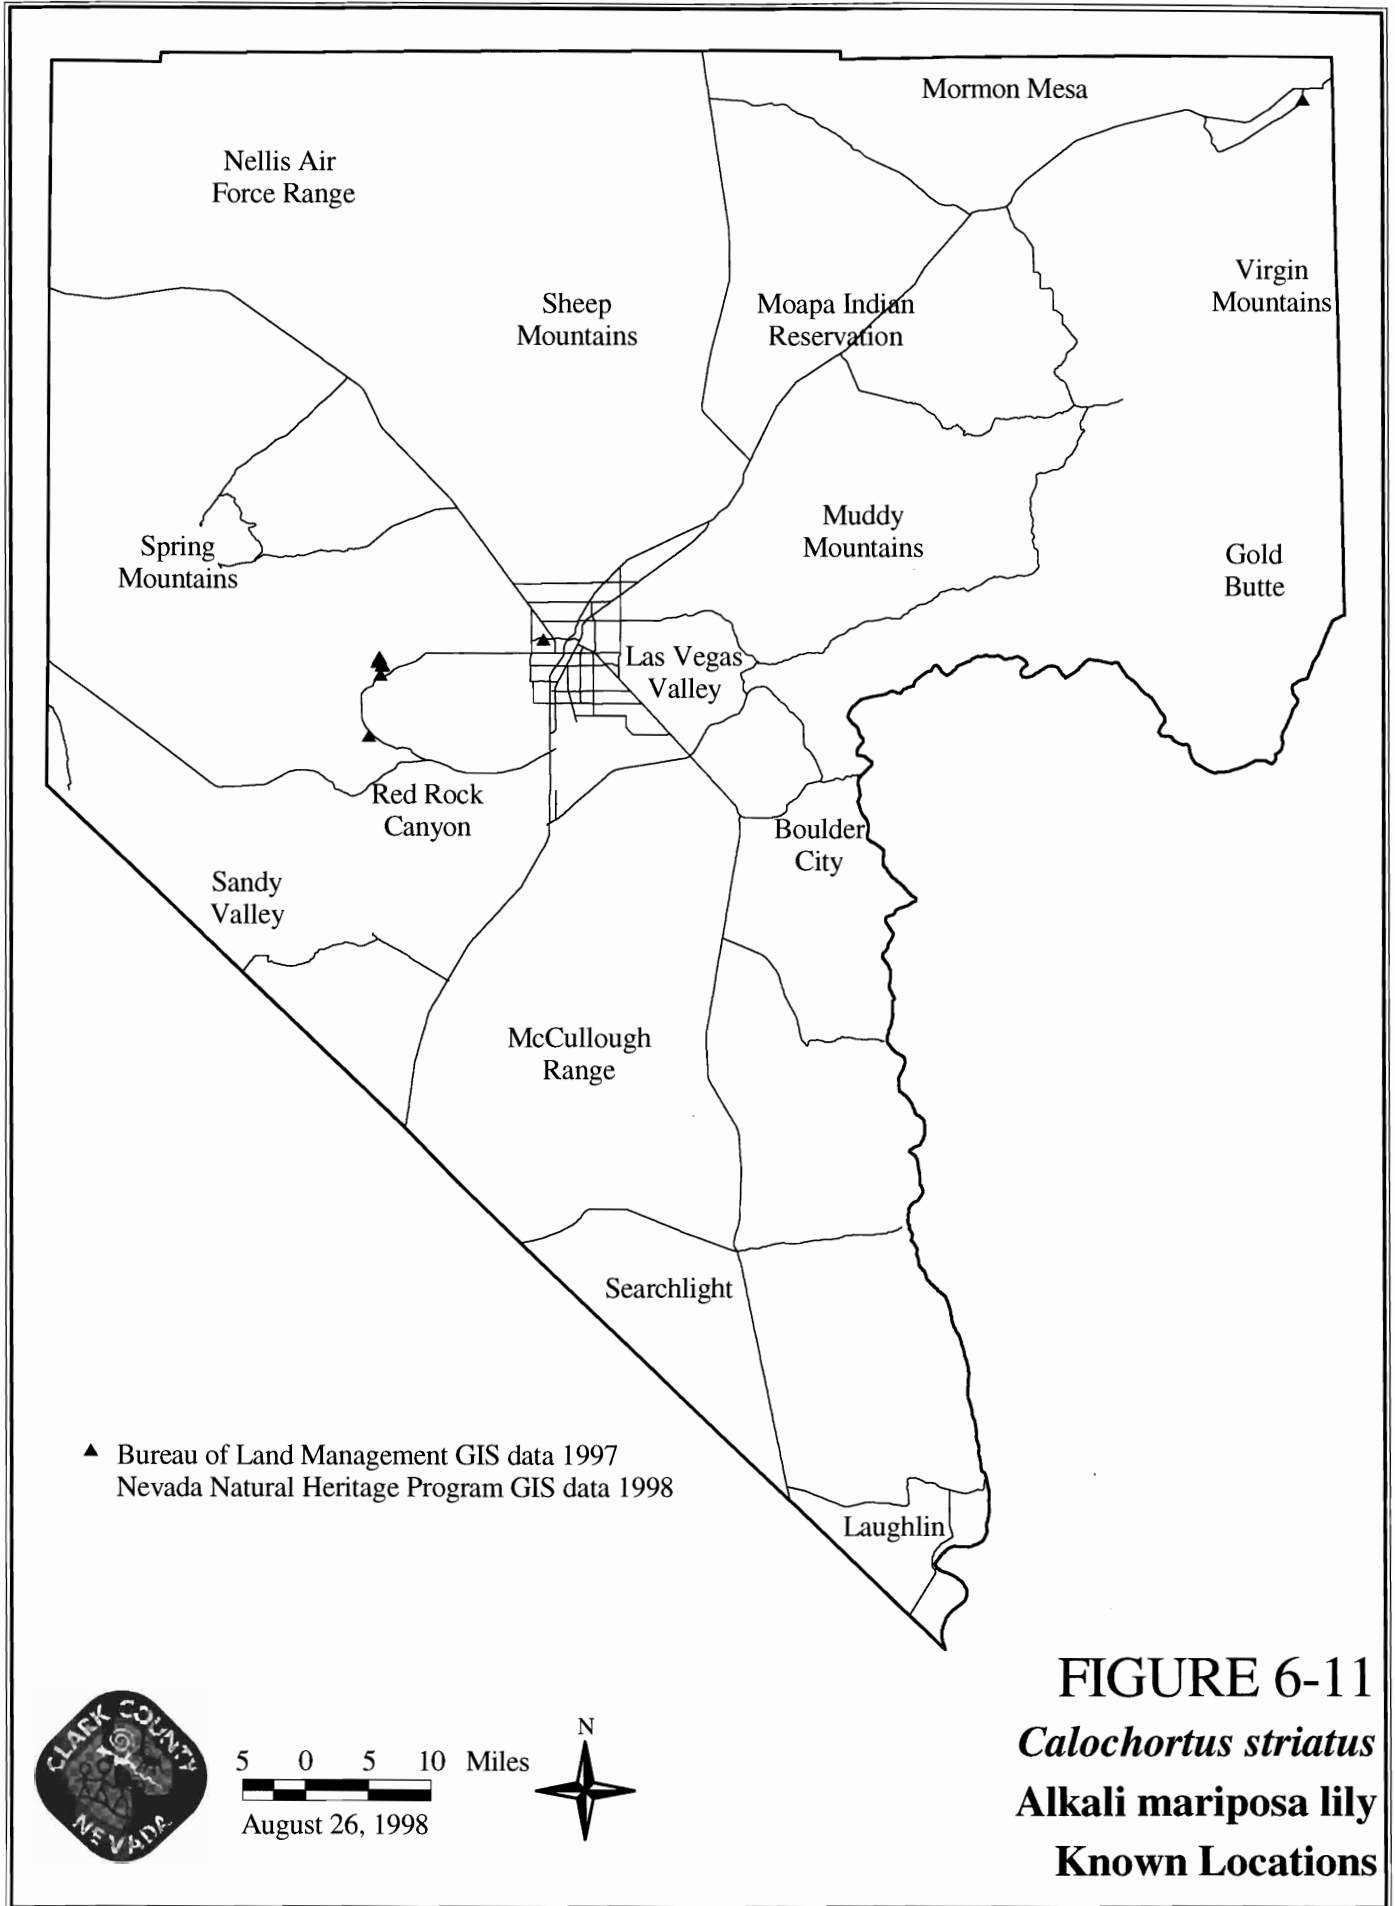 Mormon Mesa
Nellis Air
Force Range
Virgin
Mountains
Sheep
Mountains
Moapa Indian
Reservation
Muddy
Mountains
Spring
Mountains
Gold
Butte
Las Vegas
Valley
Red Rock
Canyon
Boulder
City
Sandy
Valley
McCullough
Range
Searchlight
▲ Bureau of Land Management GIS data 1997
Nevada Natural Heritage Program GIS data 1998
Laughlin
FIGURE 6-11
Calochortus striatus
Alkali mariposa lily
Known Locations
CLARK COUNTY
NEVADA
5 0 5 10 Miles
August 26, 1998
N